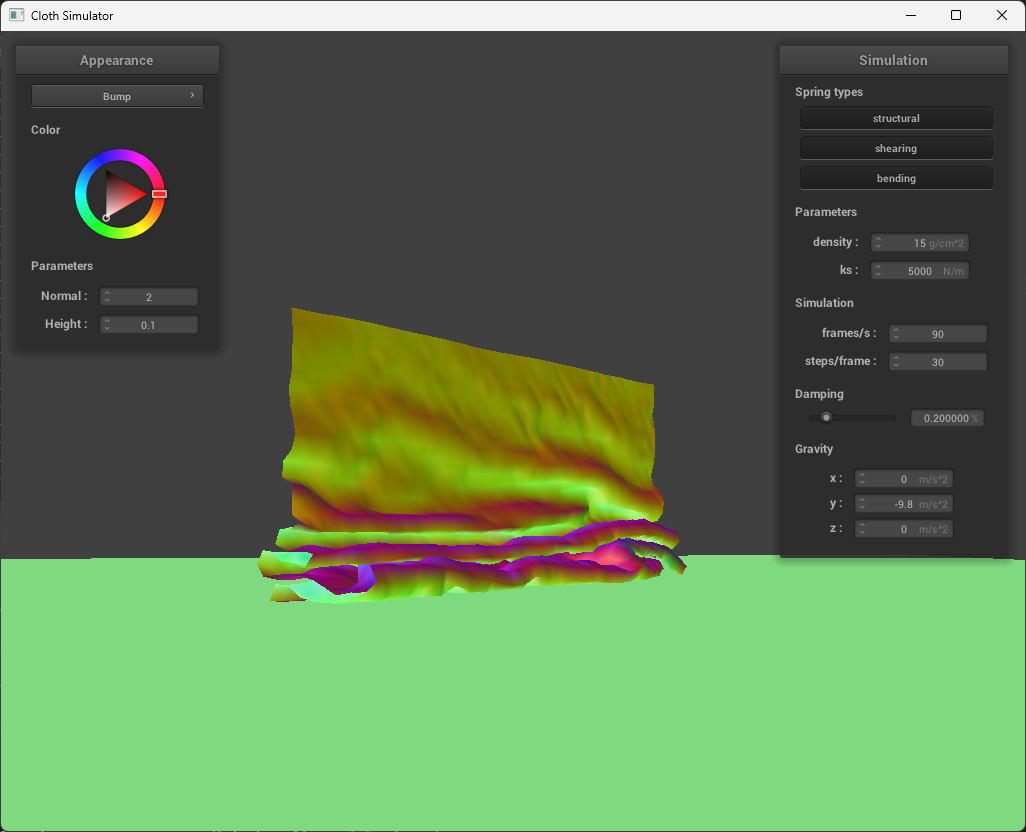 Cloth Simulator
Appearance
Bump
Color
Parameters
Normal : 2
Height : 0.1
Simulation
Spring types
structural
shearing
bending
Parameters
density : 15 g/cm^2
ks : 5000 N/m
Simulation
frames/s : 90
steps/frame : 30
Damping
0.200000 %
Gravity
x : 0 m/s^2
y : -9.8 m/s^2
z : 0 m/s^2